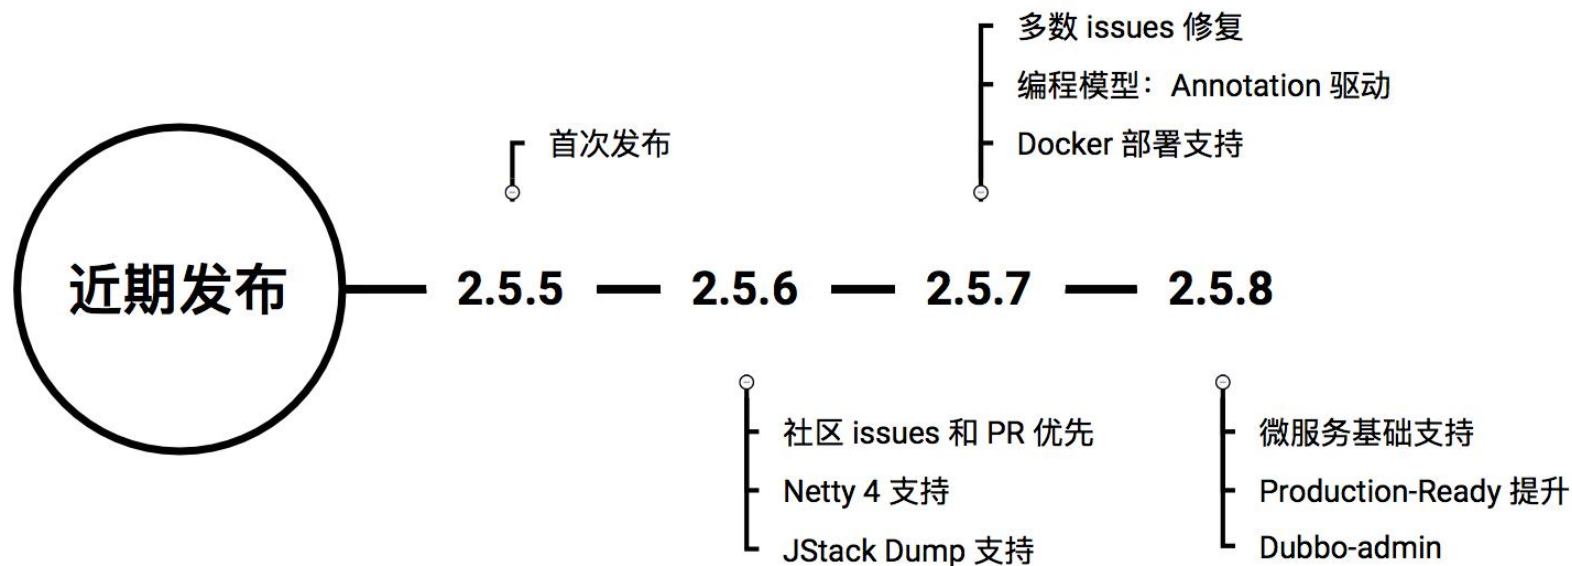 近期发布
2.5.5
首次发布
2.5.6
社区 issues 和 PR 优先
Netty 4 支持
JStack Dump 支持
2.5.7
多数 issues 修复
编程模型：Annotation 驱动
Docker 部署支持
2.5.8
微服务基础支持
Production-Ready 提升
Dubbo-admin